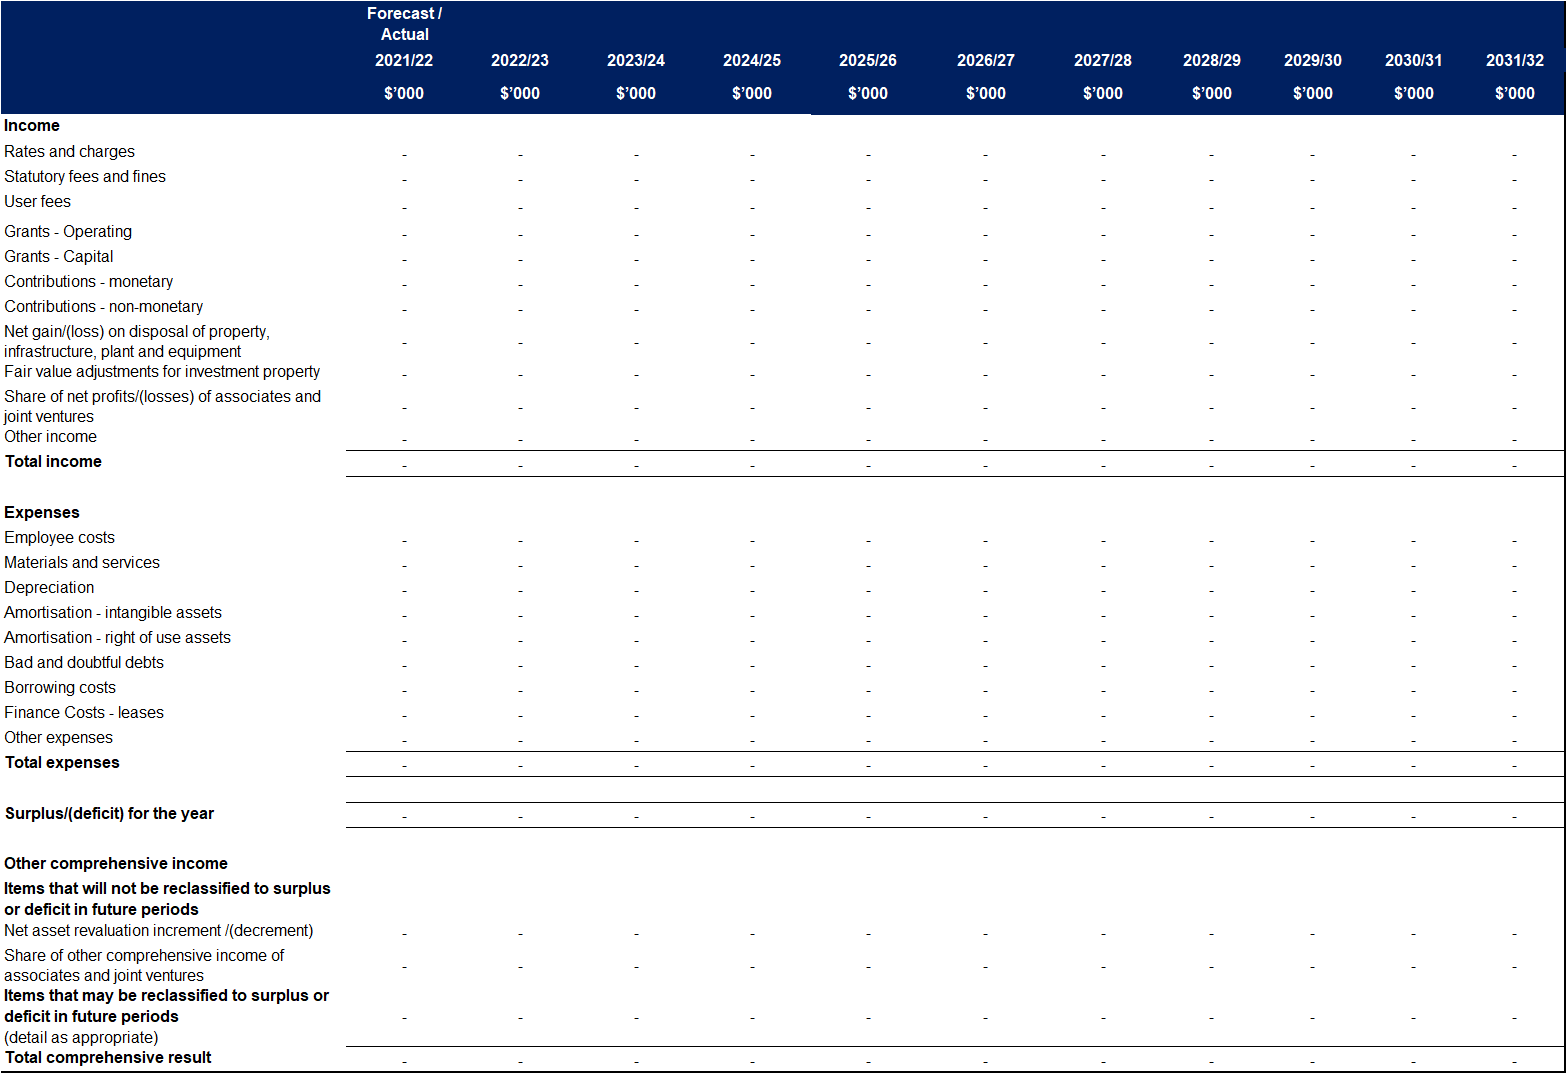 Forecast /
Actual
2021/22 2022/23 2023/24 2024/25 2025/26 2026/27 2027/28 2028/29 2029/30 2030/31 2031/32
$’000 $’000 $’000 $’000 $’000 $’000 $’000 $’000 $’000 $’000 $’000
Income
Rates and charges - - - - - - - - - - -
Statutory fees and fines - - - - - - - - - - -
User fees - - - - - - - - - - -
Grants - Operating - - - - - - - - - - -
Grants - Capital - - - - - - - - - - -
Contributions - monetary - - - - - - - - - - -
Contributions - non-monetary - - - - - - - - - - -
Net gain/(loss) on disposal of property,
infrastructure, plant and equipment - - - - - - - - - - -
Fair value adjustments for investment property - - - - - - - - - - -
Share of net profits/(losses) of associates and
joint ventures - - - - - - - - - - -
Other income - - - - - - - - - - -
Total income - - - - - - - - - - -
Expenses
Employee costs - - - - - - - - - - -
Materials and services - - - - - - - - - - -
Depreciation - - - - - - - - - - -
Amortisation - intangible assets - - - - - - - - - - -
Amortisation - right of use assets - - - - - - - - - - -
Bad and doubtful debts - - - - - - - - - - -
Borrowing costs - - - - - - - - - - -
Finance Costs - leases - - - - - - - - - - -
Other expenses - - - - - - - - - - -
Total expenses - - - - - - - - - - -
Surplus/(deficit) for the year - - - - - - - - - - -
Other comprehensive income
Items that will not be reclassified to surplus
or deficit in future periods
Net asset revaluation increment /(decrement) - - - - - - - - - - -
Share of other comprehensive income of
associates and joint ventures - - - - - - - - - - -
Items that may be reclassified to surplus or
deficit in future periods - - - - - - - - - - -
(detail as appropriate)
Total comprehensive result - - - - - - - - - - -